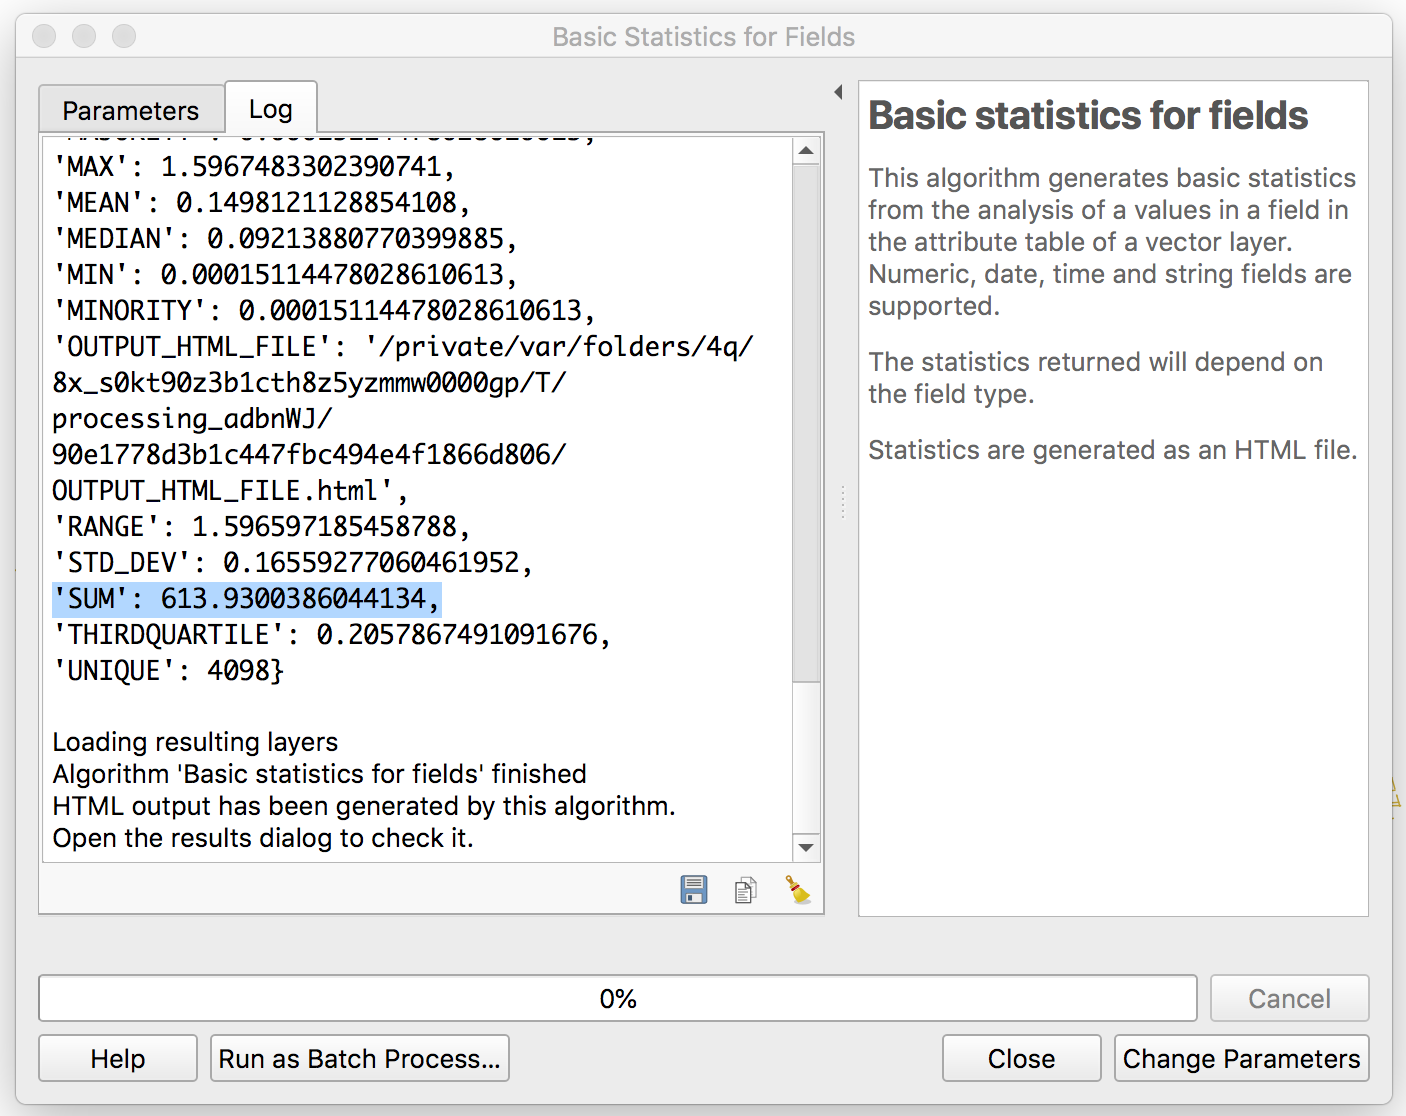 Basic Statistics for Fields
Parameters
Log
'MAX': 1.5967483302390741,
'MEAN': 0.1498121128854108,
'MEDIAN': 0.09213880770399885,
'MIN': 0.00015114478028610613,
'MINORITY': 0.00015114478028610613,
'OUTPUT_HTML_FILE': '/private/var/folders/4q/
8x_s0kt90z3b1cth8z5yzmmw0000gp/T/
processing_adbnWJ/
90e1778d3b1c447fbc494e4f1866d806/
OUTPUT_HTML_FILE.html',
'RANGE': 1.596597185458788,
'STD_DEV': 0.16559277060461952,
'SUM': 613.9300386044134,
'THIRDQUARTILE': 0.2057867491091676,
'UNIQUE': 4098}
Loading resulting layers
Algorithm 'Basic statistics for fields' finished
HTML output has been generated by this algorithm.
Open the results dialog to check it.
Basic statistics for fields
This algorithm generates basic statistics
from the analysis of a values in a field in
the attribute table of a vector layer.
Numeric, date, time and string fields are
supported.
The statistics returned will depend on
the field type.
Statistics are generated as an HTML file.
0%
Cancel
Help
Run as Batch Process...
Close
Change Parameters